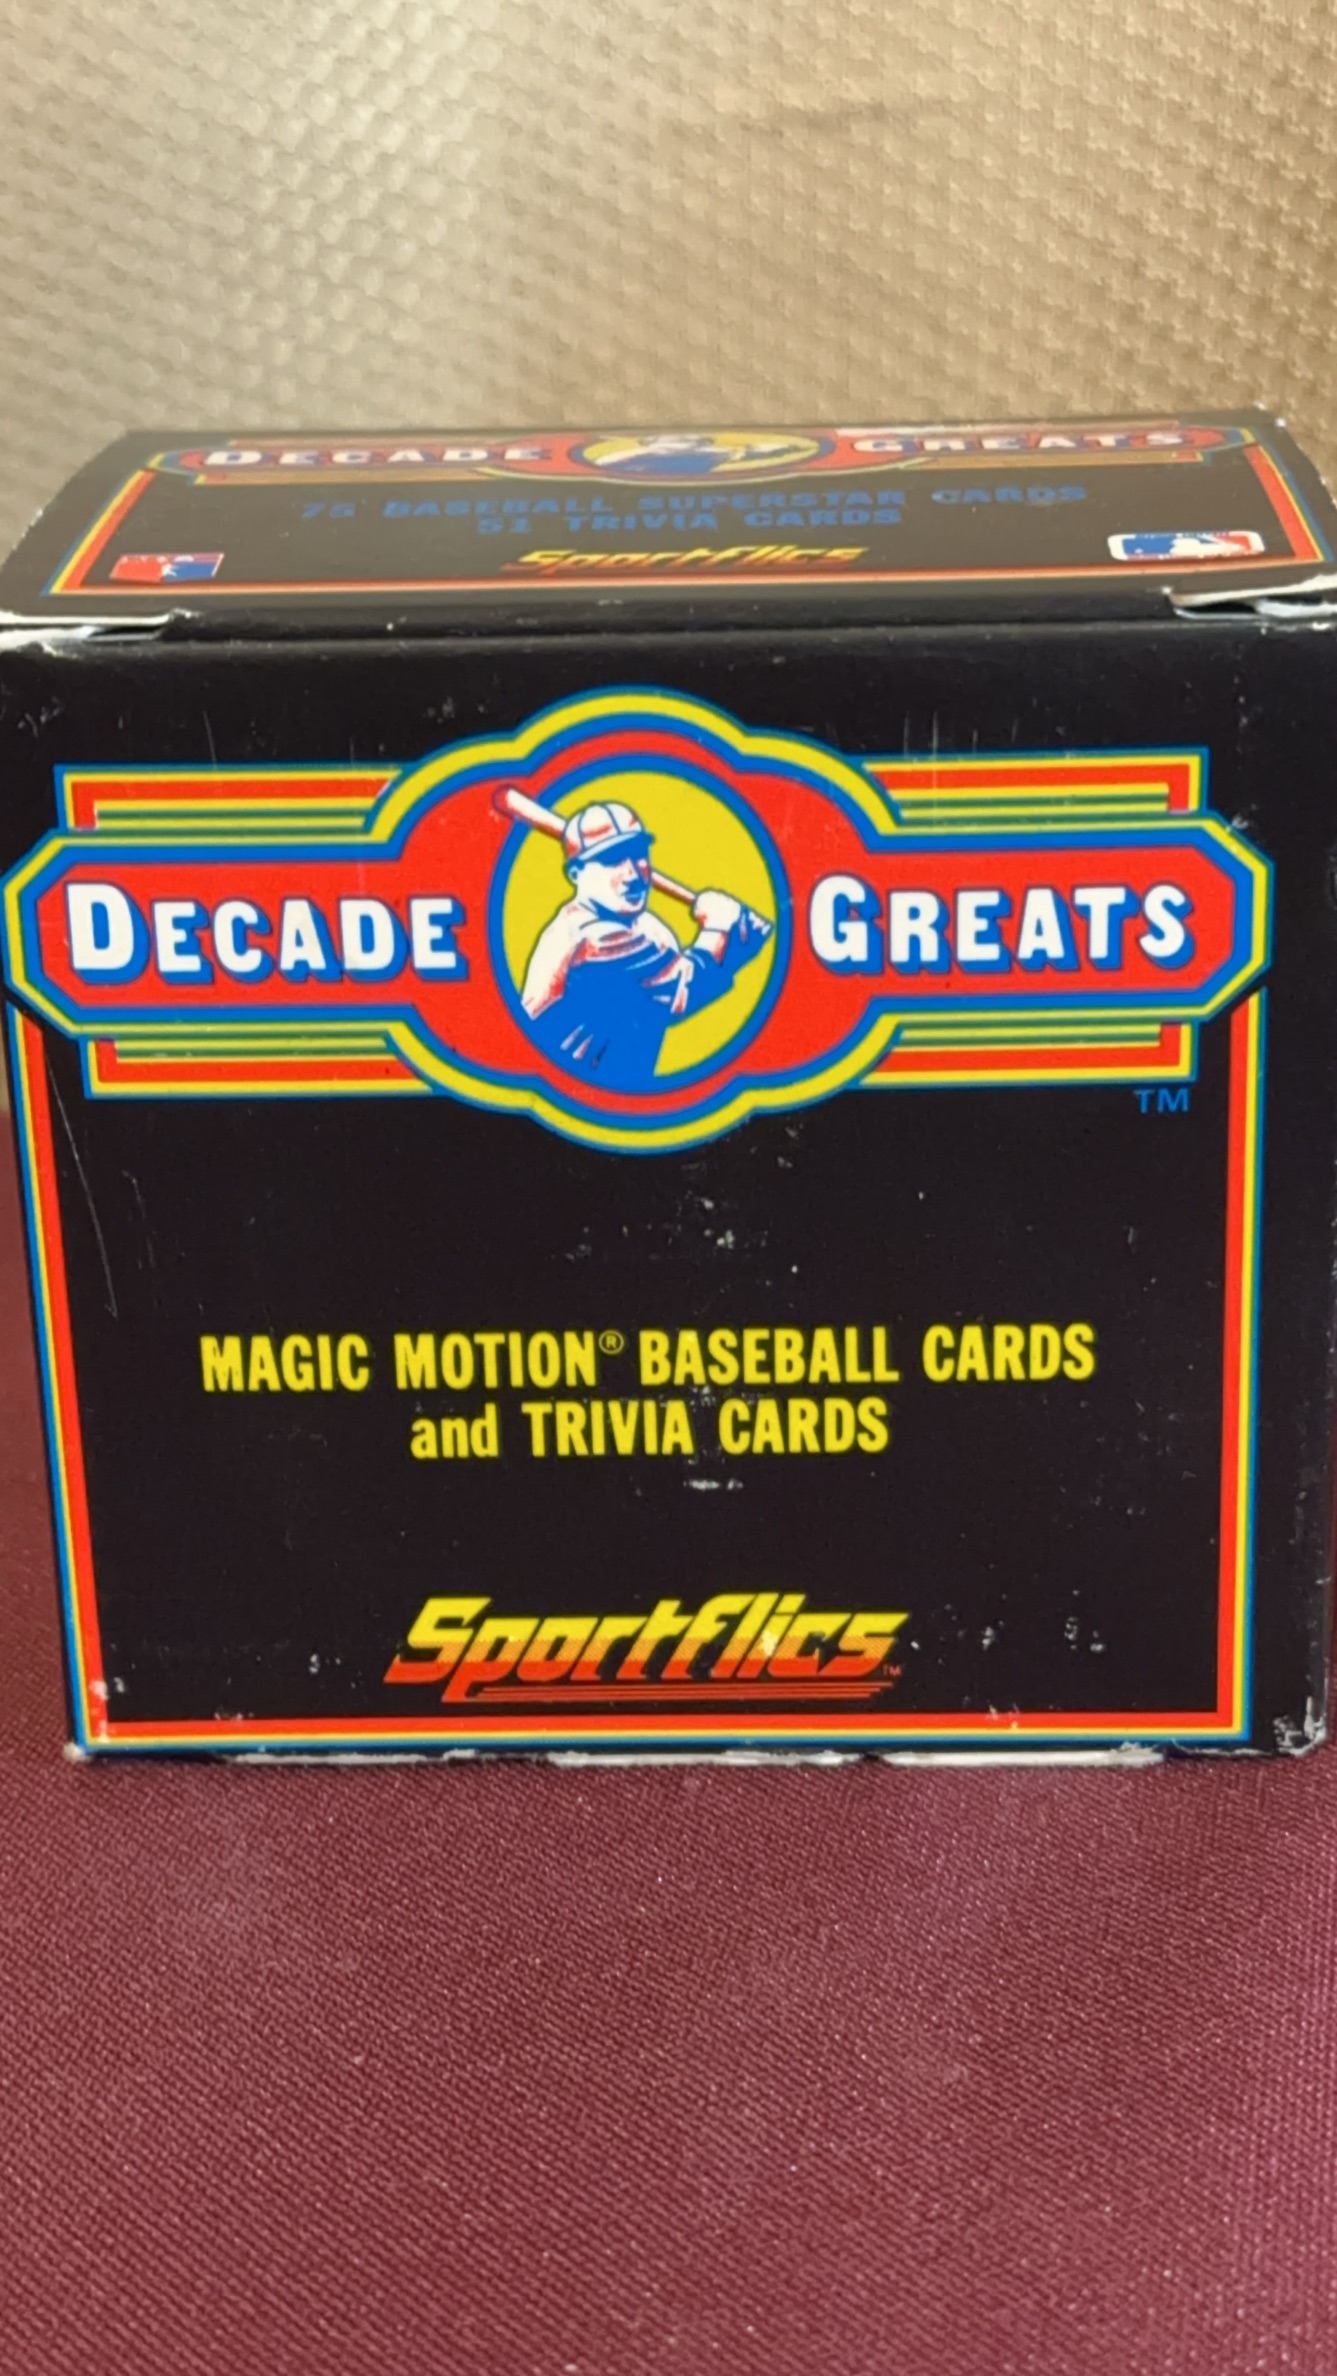 DECADE GREATS
75 BASEBALL SUPERSTAR CARDS
51 TRIVIA CARDS
Sportflics
DECADE GREATS
TM
MAGIC MOTION® BASEBALL CARDS
and TRIVIA CARDS
Sportflics TM